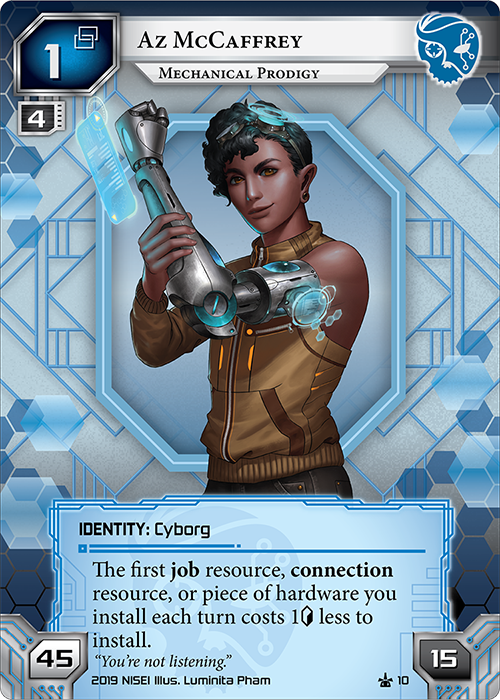 1
AZ MCCAFFREY
MECHANICAL PRODIGY
4
IDENTITY: Cyborg
The first job resource, connection
resource, or piece of hardware you
install each turn costs 1 less to
install.
"You're not listening."
45
2019 NISEI Illus. Luminita Pham
10
15